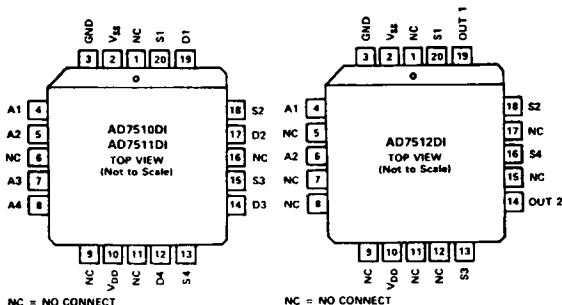 GND VSS NC S1 D1
3 2 1 20 19
A1 4
A2 5
NC 6
A3 7
A4 8
AD7510DI
AD7511DI
TOP VIEW
(Not to Scale)
18 S2
17 D2
16 NC
15 S3
14 D3
9 10 11 12 13
NC VDD NC D4 S4
NC = NO CONNECT
GND VSS NC S1 OUT 1
3 2 1 20 19
A1 4
NC 5
A2 6
NC 7
NC 8
AD7512DI
TOP VIEW
(Not to Scale)
18 S2
17 NC
16 S4
15 NC
14 OUT 2
9 10 11 12 13
NC VDD NC NC S3
NC = NO CONNECT